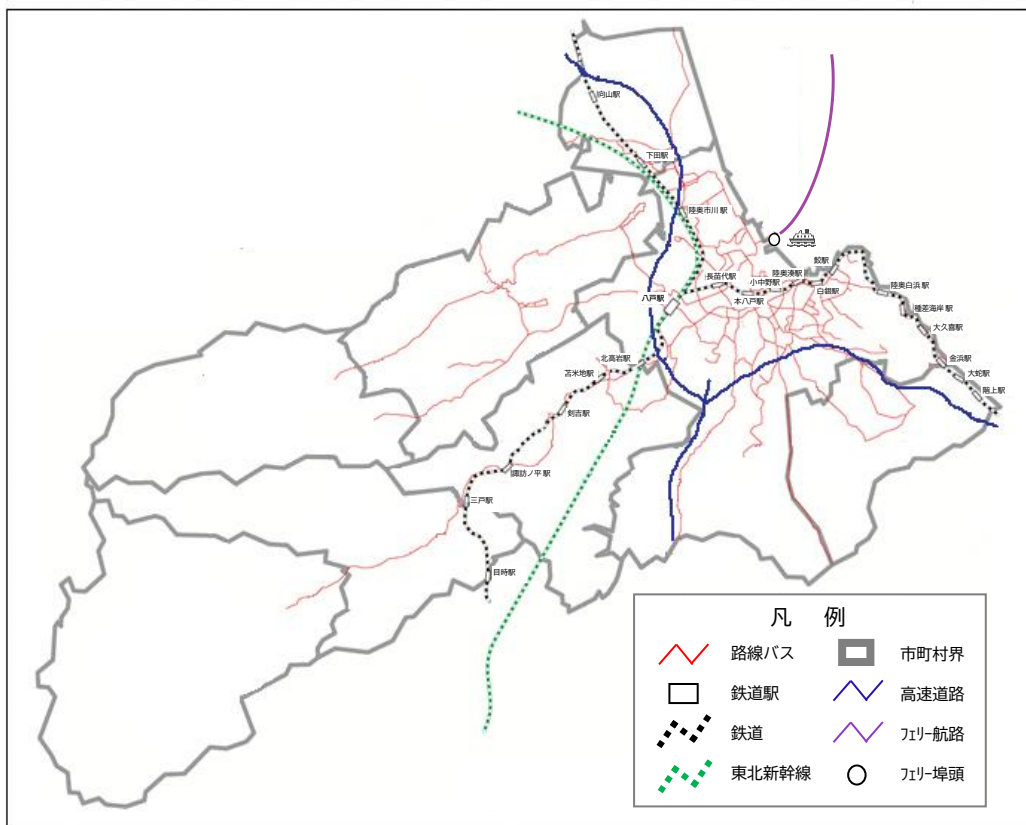 向山駅
下田駅
陸奥市川 駅
長苗代駅
小中野駅
陸奥湊駅
鮫駅
八戸駅
本八戸駅
白銀駅
陸奥白浜 駅
種差海岸 駅
大久喜駅
金浜駅
大蛇駅
階上駅
北高岩駅
苫米地駅
剣吉駅
諏訪ノ平 駅
三戸駅
目時駅
凡 例
路線バス
市町村界
鉄道駅
高速道路
鉄道
フェリー航路
東北新幹線
フェリー埠頭